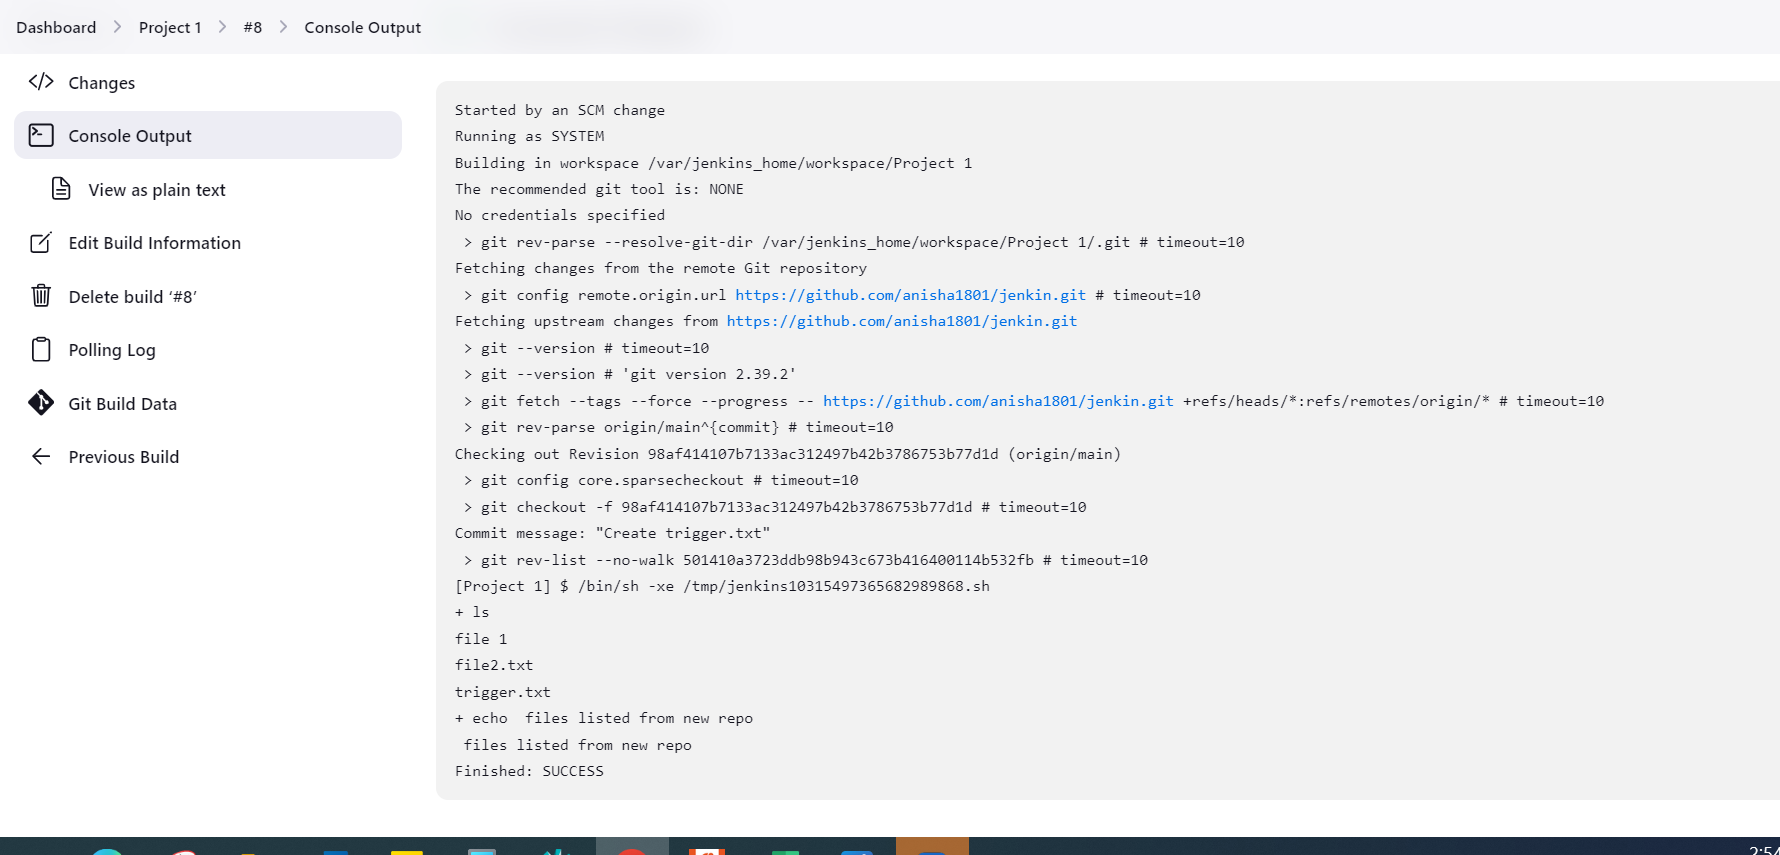 Dashboard > Project 1 > #8 > Console Output
Changes
Console Output
View as plain text
Edit Build Information
Delete build ‘#8’
Polling Log
Git Build Data
Previous Build
Started by an SCM change
Running as SYSTEM
Building in workspace /var/jenkins_home/workspace/Project 1
The recommended git tool is: NONE
No credentials specified
 > git rev-parse --resolve-git-dir /var/jenkins_home/workspace/Project 1/.git # timeout=10
Fetching changes from the remote Git repository
 > git config remote.origin.url https://github.com/anisha1801/jenkin.git # timeout=10
Fetching upstream changes from https://github.com/anisha1801/jenkin.git
 > git --version # timeout=10
 > git --version # 'git version 2.39.2'
 > git fetch --tags --force --progress -- https://github.com/anisha1801/jenkin.git +refs/heads/*:refs/remotes/origin/* # timeout=10
 > git rev-parse origin/main^{commit} # timeout=10
Checking out Revision 98af414107b7133ac312497b42b3786753b77d1d (origin/main)
 > git config core.sparsecheckout # timeout=10
 > git checkout -f 98af414107b7133ac312497b42b3786753b77d1d # timeout=10
Commit message: "Create trigger.txt"
 > git rev-list --no-walk 501410a3723ddb98b943c673b416400114b532fb # timeout=10
[Project 1] $ /bin/sh -xe /tmp/jenkins10315497365682989868.sh
+ ls
file 1
file2.txt
trigger.txt
+ echo  files listed from new repo
 files listed from new repo
Finished: SUCCESS